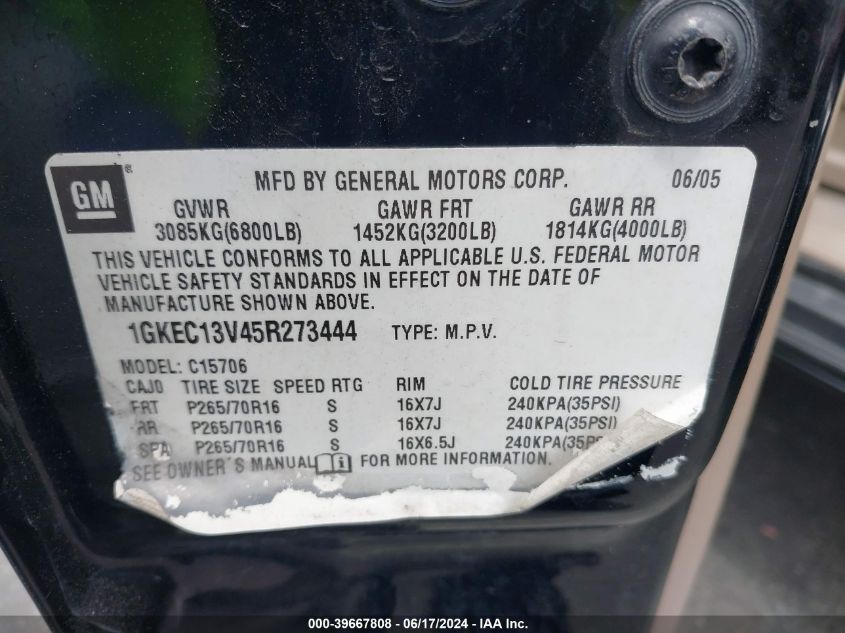 GM®
MFD BY GENERAL MOTORS CORP. 06/05
GVWR GAWR FRT GAWR RR
3085KG(6800LB) 1452KG(3200LB) 1814KG(4000LB)
THIS VEHICLE CONFORMS TO ALL APPLICABLE U.S. FEDERAL MOTOR
VEHICLE SAFETY STANDARDS IN EFFECT ON THE DATE OF
MANUFACTURE SHOWN ABOVE.
1GKEC13V45R273444 TYPE: M.P.V.
MODEL: C15706
CAJ0 TIRE SIZE SPEED RTG RIM COLD TIRE PRESSURE
FRT P265/70R16 S 16X7J 240KPA(35PSI)
RR P265/70R16 S 16X7J 240KPA(35PSI)
SPA P265/70R16 S 16X6.5J 240KPA(35PS
SEE OWNER'S MANUAL FOR MORE INFORMATION.
000-39667808 - 06/17/2024 - IAA Inc.